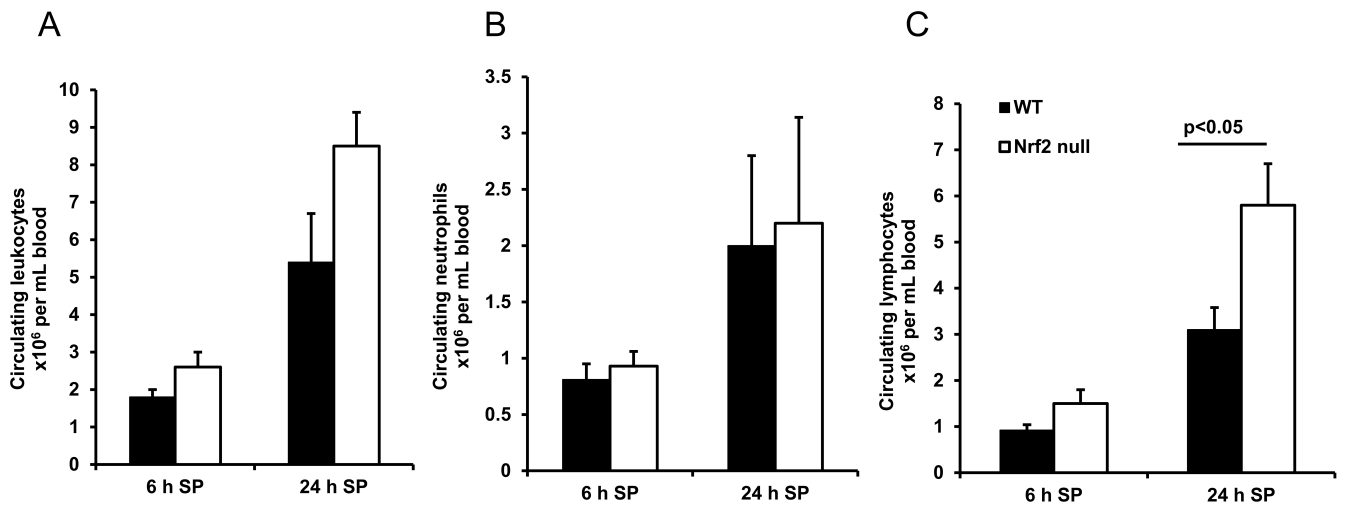 A
Circulating leukocytes
x10⁶ per mL blood
10
9
8
7
6
5
4
3
2
1
0
6 h SP
24 h SP
B
Circulating neutrophils
x10⁶ per mL blood
3.5
3
2.5
2
1.5
1
0.5
0
6 h SP
24 h SP
C
Circulating lymphocytes
x10⁶ per mL blood
8
7
6
5
4
3
2
1
0
WT
Nrf2 null
p<0.05
6 h SP
24 h SP